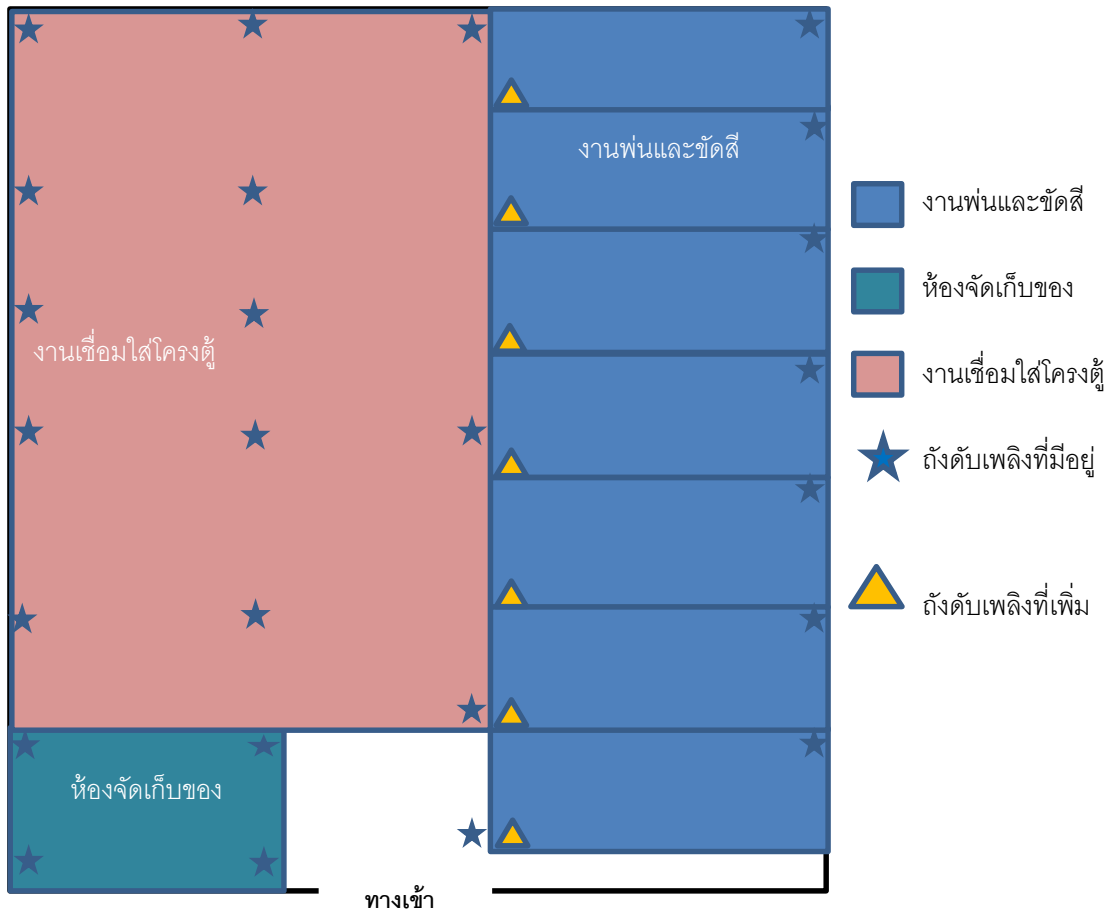 งานพ่นและขัดสี
งานพ่นและขัดสี
ห้องจัดเก็บของ
งานเชื่อมใส่โครงตู้
งานเชื่อมใส่โครงตู้
ถังดับเพลิงที่มีอยู่
ถังดับเพลิงที่เพิ่ม
ห้องจัดเก็บของ
ทางเข้า